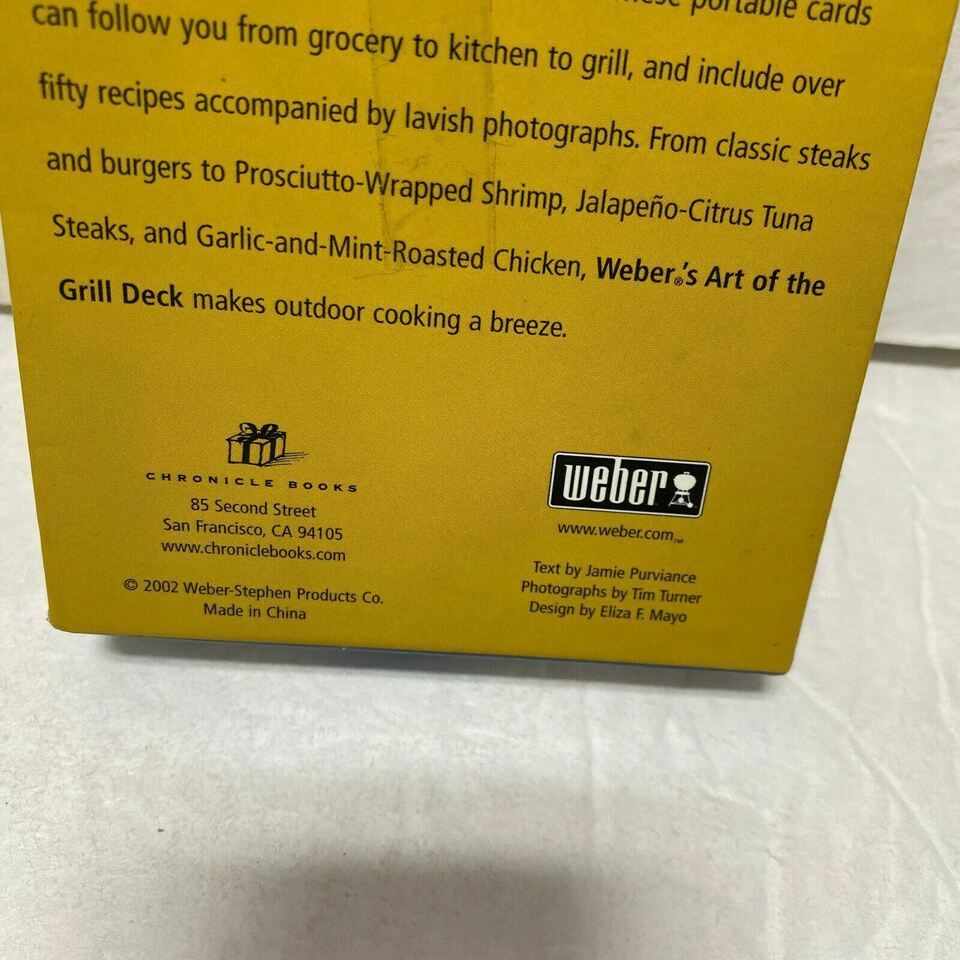 portable cards
can follow you from grocery to kitchen to grill, and include over
fifty recipes accompanied by lavish photographs. From classic steaks
and burgers to Prosciutto-Wrapped Shrimp, Jalapeño-Citrus Tuna
Steaks, and Garlic-and-Mint-Roasted Chicken, Weber®'s Art of the
Grill Deck makes outdoor cooking a breeze.
CHRONICLE BOOKS
85 Second Street
San Francisco, CA 94105
www.chroniclebooks.com
© 2002 Weber-Stephen Products Co.
Made in China
weber
www.weber.com™
Text by Jamie Purviance
Photographs by Tim Turner
Design by Eliza F. Mayo